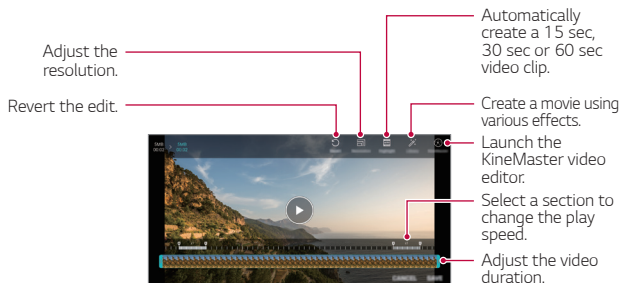 Automatically
create a 15 sec,
30 sec or 60 sec
video clip.
Adjust the
resolution.
Revert the edit.
Create a movie using
various effects.
Launch the
KineMaster video
editor.
Select a section to
change the play
speed.
Adjust the video
duration.
CANCEL SAVE